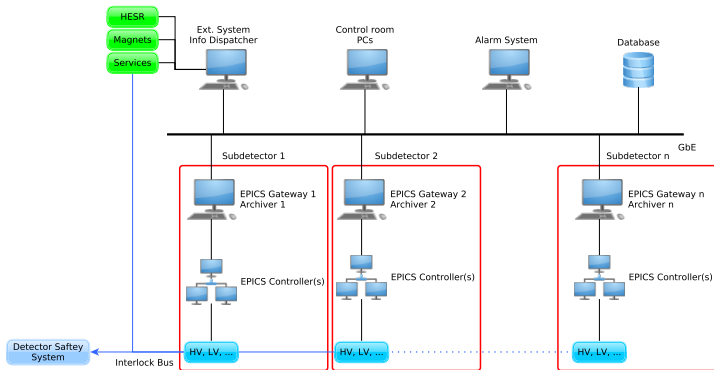 HESR
Magnets
Services
Ext. System
Info Dispatcher
Control room
PCs
Alarm System
Database
GbE
Subdetector 1
Subdetector 2
Subdetector n
EPICS Gateway 1
Archiver 1
EPICS Gateway 2
Archiver 2
EPICS Gateway n
Archiver n
EPICS Controller(s)
EPICS Controller(s)
EPICS Controller(s)
Detector Saftey
System
Interlock Bus
HV, LV, ...
HV, LV, ...
HV, LV, ...